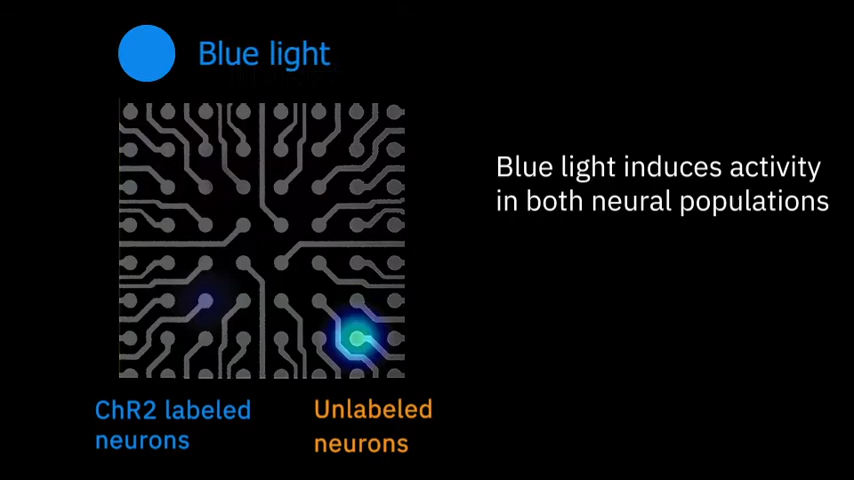 Blue light
Blue light induces activity
in both neural populations
ChR2 labeled
neurons
Unlabeled
neurons